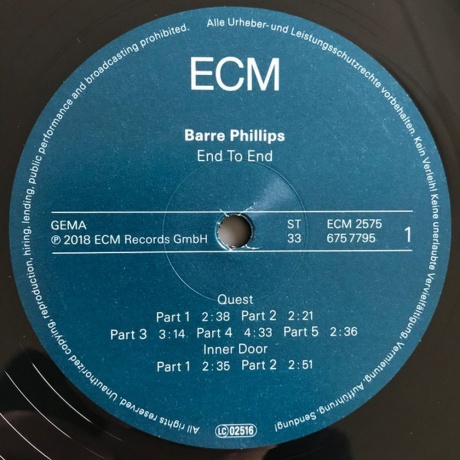 ECM
Barre Phillips
End To End
GEMA ST ECM 2575
℗ 2018 ECM Records GmbH 33 675 7795 1
Quest
Part 1 2:38 Part 2 2:21
Part 3 3:14 Part 4 4:33 Part 5 2:36
Inner Door
Part 1 2:35 Part 2 2:51
LC 02516
Alle Urheber- und Leistungsschutzrechte vorbehalten. Kein Verleih! Keine unerlaubte Vervielfältigung, Vermietung, Aufführung, Sendung!
All rights reserved. Unauthorized copying, reproduction, hiring, lending, public performance and broadcasting prohibited.